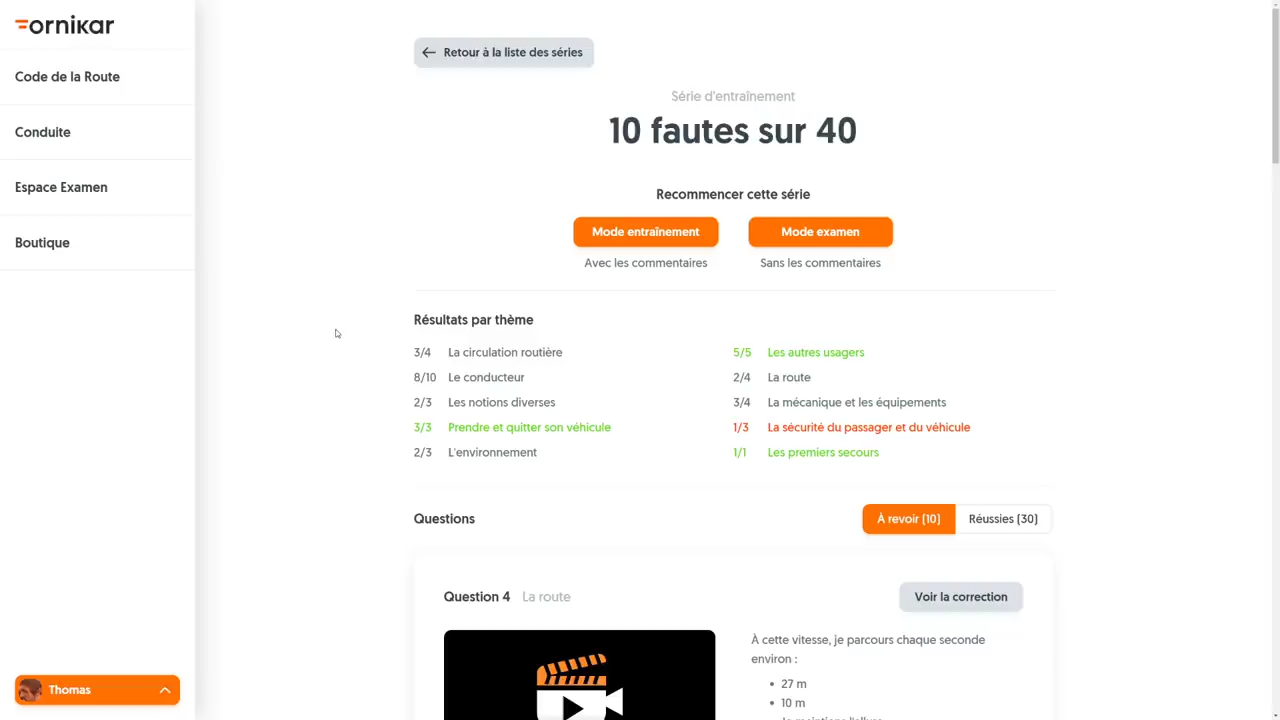 ornikar
Code de la Route
Conduite
Espace Examen
Boutique
Thomas
Retour à la liste des séries
Série d'entraînement
10 fautes sur 40
Recommencer cette série
Mode entraînement
Mode examen
Avec les commentaires
Sans les commentaires
Résultats par thème
3/4 La circulation routière
8/10 Le conducteur
2/3 Les notions diverses
3/3 Prendre et quitter son véhicule
2/3 L'environnement
5/5 Les autres usagers
2/4 La route
3/4 La mécanique et les équipements
1/3 La sécurité du passager et du véhicule
1/1 Les premiers secours
Questions
À revoir (10)
Réussies (30)
Question 4 La route
Voir la correction
À cette vitesse, je parcours chaque seconde
environ :
• 27 m
• 10 m
Je maintiens l'allure